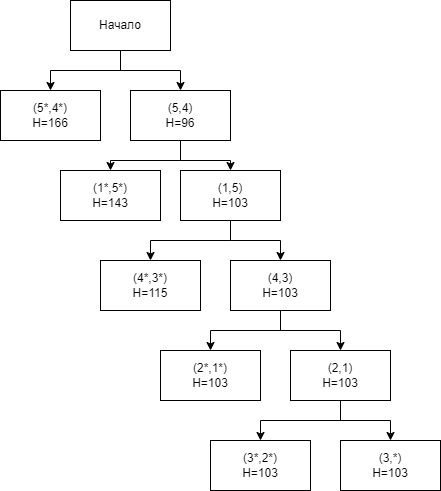 Начало
(5*,4*)
H=166
(5,4)
H=96
(1*,5*)
H=143
(1,5)
H=103
(4*,3*)
H=115
(4,3)
H=103
(2*,1*)
H=103
(2,1)
H=103
(3*,2*)
H=103
(3,*)
H=103